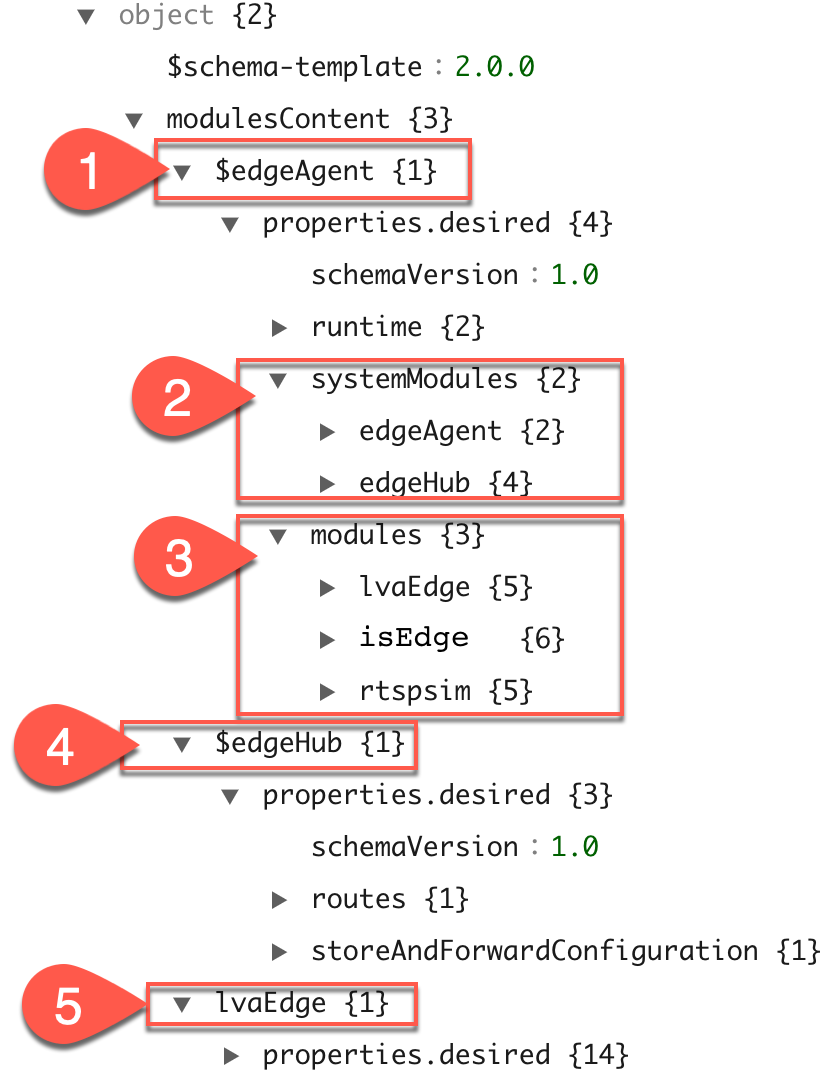 object {2}
$schema-template : 2.0.0
modulesContent {3}
1 $edgeAgent {1}
properties.desired {4}
schemaVersion : 1.0
runtime {2}
2 systemModules {2}
edgeAgent {2}
edgeHub {4}
3 modules {3}
lvaEdge {5}
isEdge {6}
rtspsim {5}
4 $edgeHub {1}
properties.desired {3}
schemaVersion : 1.0
routes {1}
storeAndForwardConfiguration {1}
5 lvaEdge {1}
properties.desired {14}